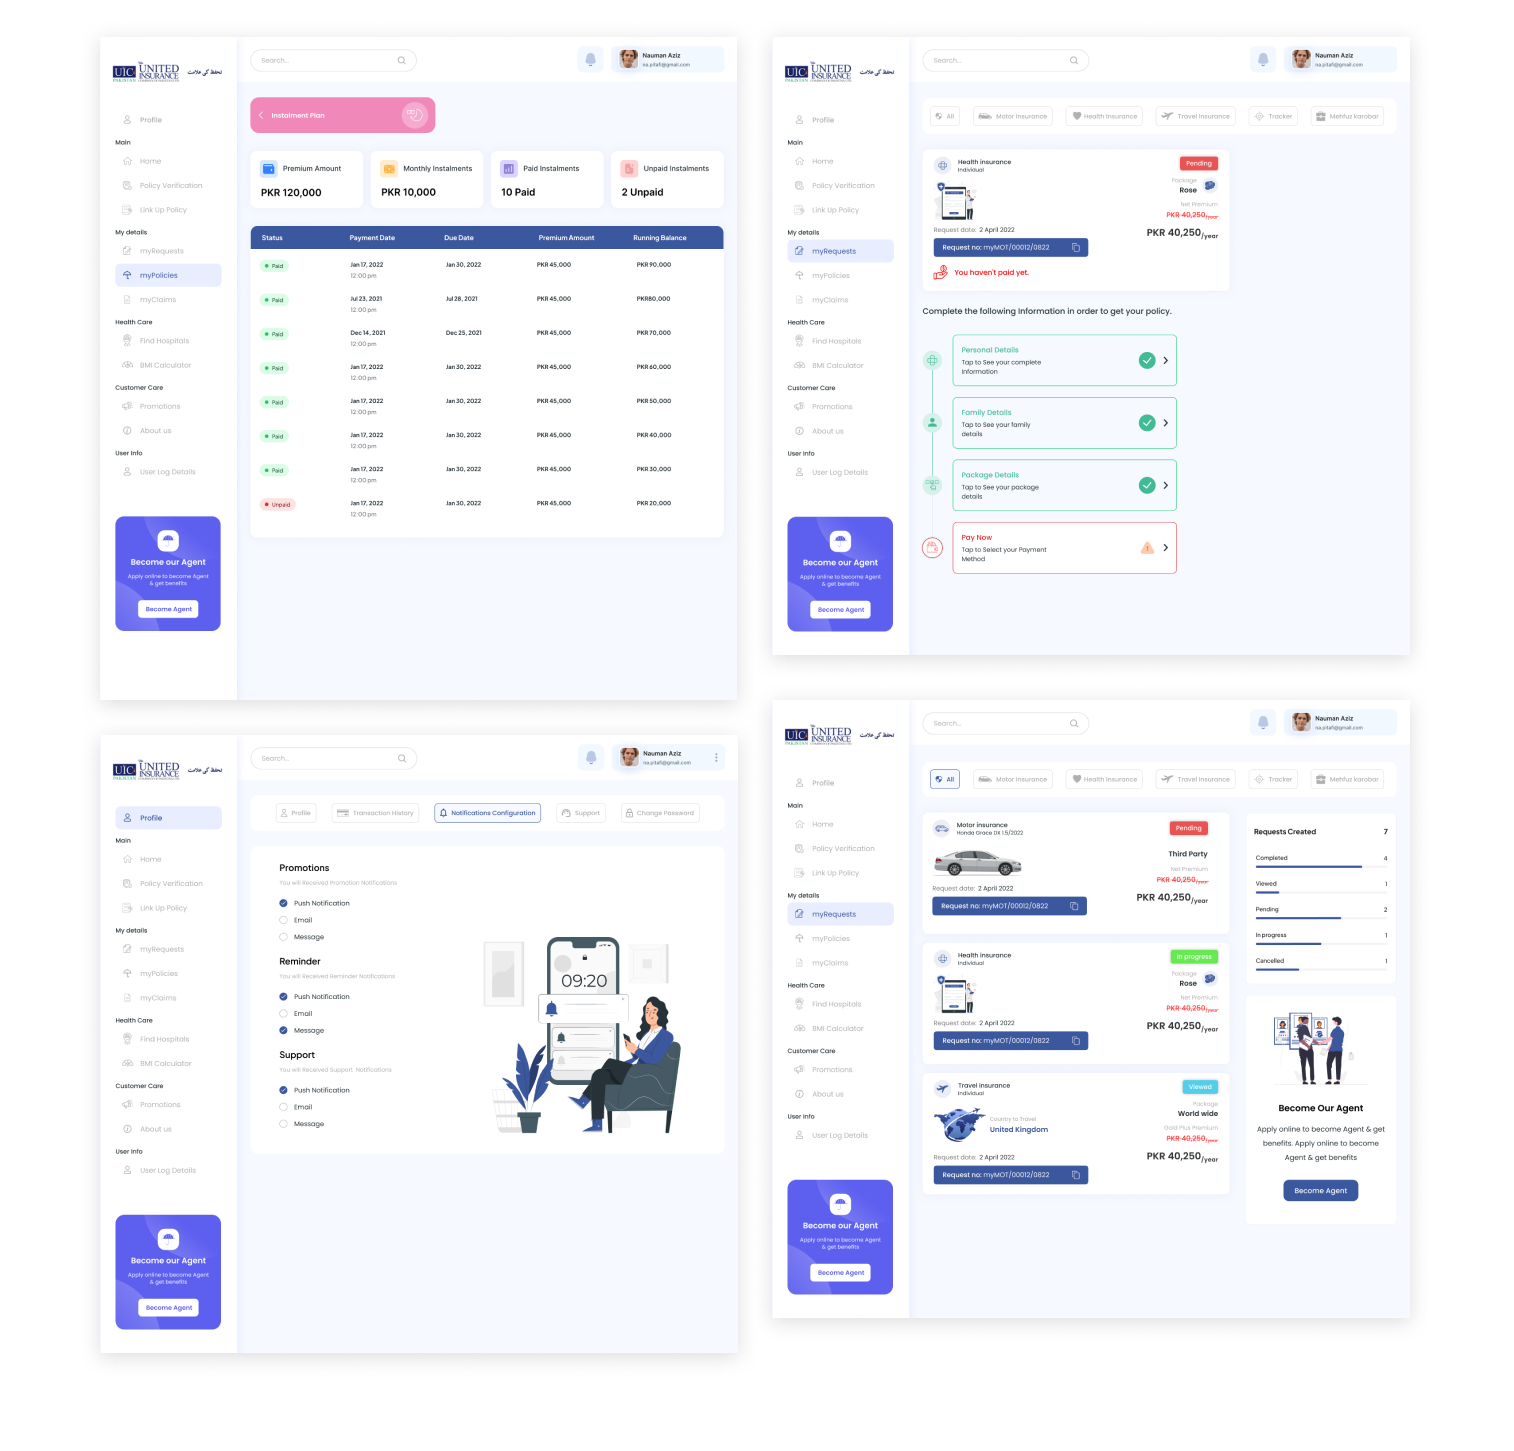 UIC
PAKISTAN
The
UNITED
INSURANCE
تحفظ کی علامت
Search...
Nauman Aziz
na.pitafi@gmail.com
Profile
Main
Home
Policy Verification
Link Up Policy
My details
myRequests
myPolicies
myClaims
Health Care
Find Hospitals
BMI Calculator
Customer Care
Promotions
About us
User Info
User Log Details
Become our Agent
Apply online to become Agent
& get benefits
Become Agent
Instalment Plan
Premium Amount
PKR 120,000
Monthly Instalments
PKR 10,000
Paid Instalments
10 Paid
Unpaid Instalments
2 Unpaid
Status Payment Date Due Date Premium Amount Running Balance
Paid Jan 17, 2022 Jan 30, 2022 PKR 45,000 PKR 90,000
12:00 pm
Paid Jul 23, 2021 Jul 28, 2021 PKR 45,000 PKR80,000
12:00 pm
Paid Dec 14, 2021 Dec 25, 2021 PKR 45,000 PKR 70,000
12:00 pm
Paid Jan 17, 2022 Jan 30, 2022 PKR 45,000 PKR 60,000
12:00 pm
Paid Jan 17, 2022 Jan 30, 2022 PKR 45,000 PKR 50,000
12:00 pm
Paid Jan 17, 2022 Jan 30, 2022 PKR 45,000 PKR 40,000
12:00 pm
Paid Jan 17, 2022 Jan 30, 2022 PKR 45,000 PKR 30,000
12:00 pm
Unpaid Jan 17, 2022 Jan 30, 2022 PKR 45,000 PKR 20,000
12:00 pm
UIC
PAKISTAN
The
UNITED
INSURANCE
تحفظ کی علامت
Search...
Nauman Aziz
na.pitafi@gmail.com
Profile
Main
Home
Policy Verification
Link Up Policy
My details
myRequests
myPolicies
myClaims
Health Care
Find Hospitals
BMI Calculator
Customer Care
Promotions
About us
User Info
User Log Details
Become our Agent
Apply online to become Agent
& get benefits
Become Agent
All
Motor Insurance
Health Insurance
Travel Insurance
Tracker
Mehfuz karobar
Health insurance
Individual
Pending
Package
Rose
Net Premium
PKR 40,250/year
Request date: 2 April 2022
PKR 40,250/year
Request no: myMOT/00012/0822
You haven't paid yet.
Complete the following Information in order to get your policy.
Personal Details
Tap to See your complete
Information
Family Details
Tap to See your family
details
Package Details
Tap to See your package
details
Pay Now
Tap to Select your Payment
Method
UIC
PAKISTAN
The
UNITED
INSURANCE
تحفظ کی علامت
Search...
Nauman Aziz
na.pitafi@gmail.com
Profile
Main
Home
Policy Verification
Link Up Policy
My details
myRequests
myPolicies
myClaims
Health Care
Find Hospitals
BMI Calculator
Customer Care
Promotions
About us
User Info
User Log Details
Become our Agent
Apply online to become Agent
& get benefits
Become Agent
Profile
Transaction History
Notifications Configuration
Support
Change Password
Promotions
You will Received Promotion Notifications
Push Notification
Email
Message
Reminder
You will Received Reminder Notifications
Push Notification
Email
Message
Support
You will Received Support Notifications
Push Notification
Email
Message
09:20
UIC
PAKISTAN
The
UNITED
INSURANCE
تحفظ کی علامت
Search...
Nauman Aziz
na.pitafi@gmail.com
Profile
Main
Home
Policy Verification
Link Up Policy
My details
myRequests
myPolicies
myClaims
Health Care
Find Hospitals
BMI Calculator
Customer Care
Promotions
About us
User Info
User Log Details
Become our Agent
Apply online to become Agent
& get benefits
Become Agent
All
Motor Insurance
Health Insurance
Travel Insurance
Tracker
Mehfuz karobar
Motor insurance
Honda Grace DX 1.5/2022
Pending
Third Party
Net Premium
PKR 40,250/year
Request date: 2 April 2022
PKR 40,250/year
Request no: myMOT/00012/0822
Health insurance
Individual
In progress
Package
Rose
Net Premium
PKR 40,250/year
Request date: 2 April 2022
PKR 40,250/year
Request no: myMOT/00012/0822
Travel Insurance
Individual
Viewed
Package
World wide
Country to Travel
United Kingdom
Gold Plus Premium
PKR 40,250/year
Request date: 2 April 2022
PKR 40,250/year
Request no: myMOT/00012/0822
Requests Created 7
Completed 4
Viewed 1
Pending 2
In progress 1
Cancelled 1
Become Our Agent
Apply online to become Agent & get
benefits. Apply online to become
Agent & get benefits
Become Agent